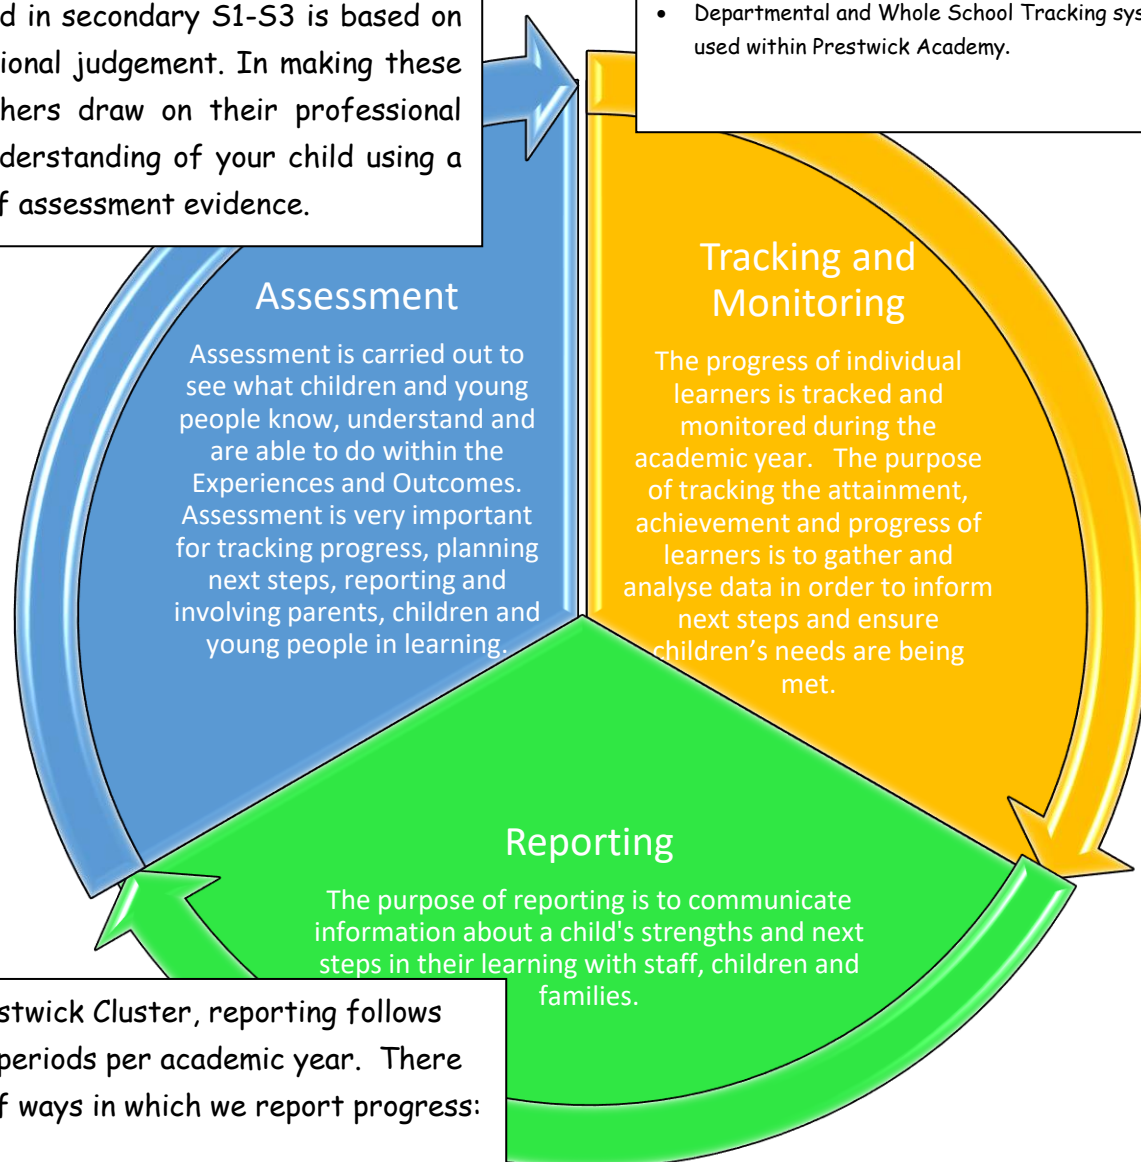 d in secondary S1-S3 is based on
ional judgement. In making these
hers draw on their professional
derstanding of your child using a
f assessment evidence.
• Departmental and Whole School Tracking sys
used within Prestwick Academy.
Assessment
Assessment is carried out to
see what children and young
people know, understand and
are able to do within the
Experiences and Outcomes.
Assessment is very important
for tracking progress, planning
next steps, reporting and
involving parents, children and
young people in learning.
Tracking and
Monitoring
The progress of individual
learners is tracked and
monitored during the
academic year. The purpose
of tracking the attainment,
achievement and progress of
learners is to gather and
analyse data in order to inform
next steps and ensure
children’s needs are being
met.
Reporting
The purpose of reporting is to communicate
information about a child's strengths and next
steps in their learning with staff, children and
families.
stwick Cluster, reporting follows
periods per academic year. There
f ways in which we report progress: